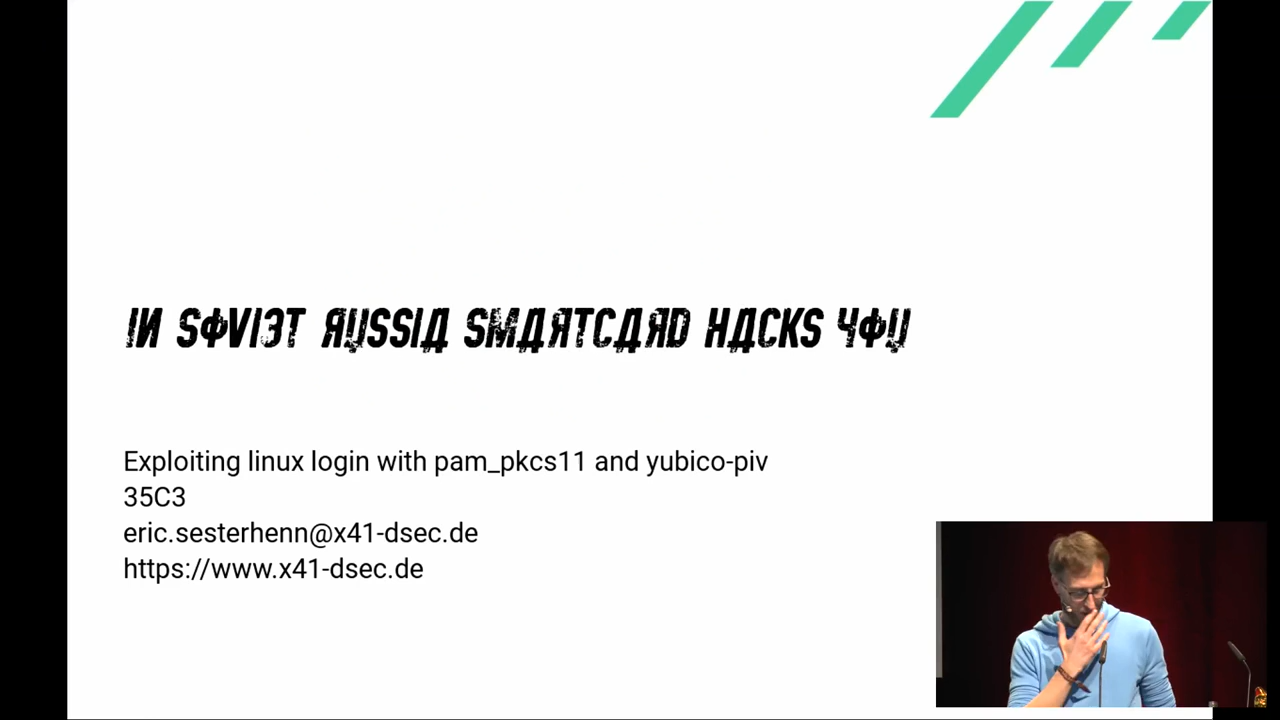 IИ SФVIЭT ЯUSSIД SMДЯTCДЯD HДCKS ЧФU
Exploiting linux login with pam_pkcs11 and yubico-piv
35C3
eric.sesterhenn@x41-dsec.de
https://www.x41-dsec.de